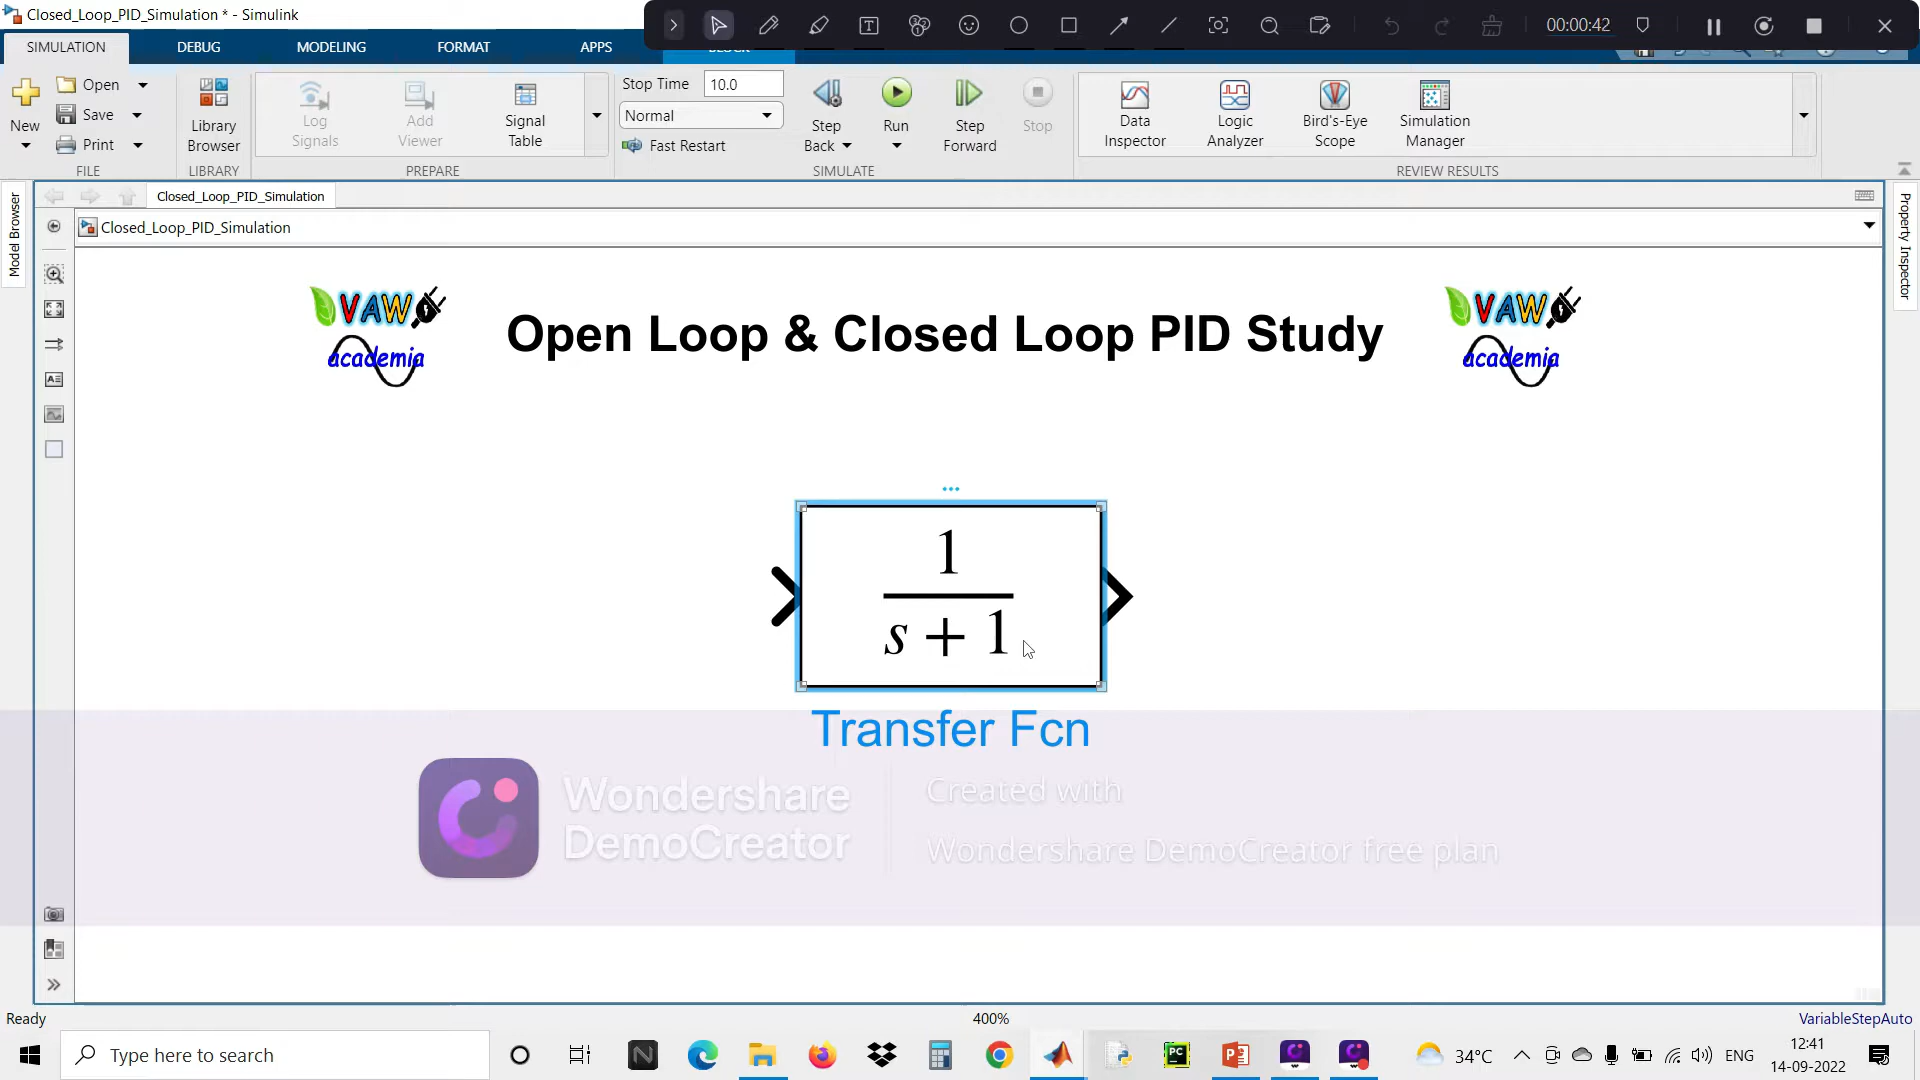 Closed_Loop_PID_Simulation * - Simulink
00:00:42
SIMULATION
DEBUG
MODELING
FORMAT
APPS
New
Open
Save
Print
FILE
Library
Browser
LIBRARY
Log
Signals
Add
Viewer
Signal
Table
PREPARE
Stop Time 10.0
Normal
Fast Restart
Step
Back
Run
Step
Forward
Stop
SIMULATE
Data
Inspector
Logic
Analyzer
Bird's-Eye
Scope
Simulation
Manager
REVIEW RESULTS
Model Browser
Closed_Loop_PID_Simulation
Closed_Loop_PID_Simulation
Property Inspector
VAW
academia
Open Loop & Closed Loop PID Study
VAW
academia
1
s + 1
Transfer Fcn
Wondershare
DemoCreator
Created with
Wondershare DemoCreator free plan
Ready
400%
VariableStepAuto
Type here to search
34°C
ENG
12:41
14-09-2022